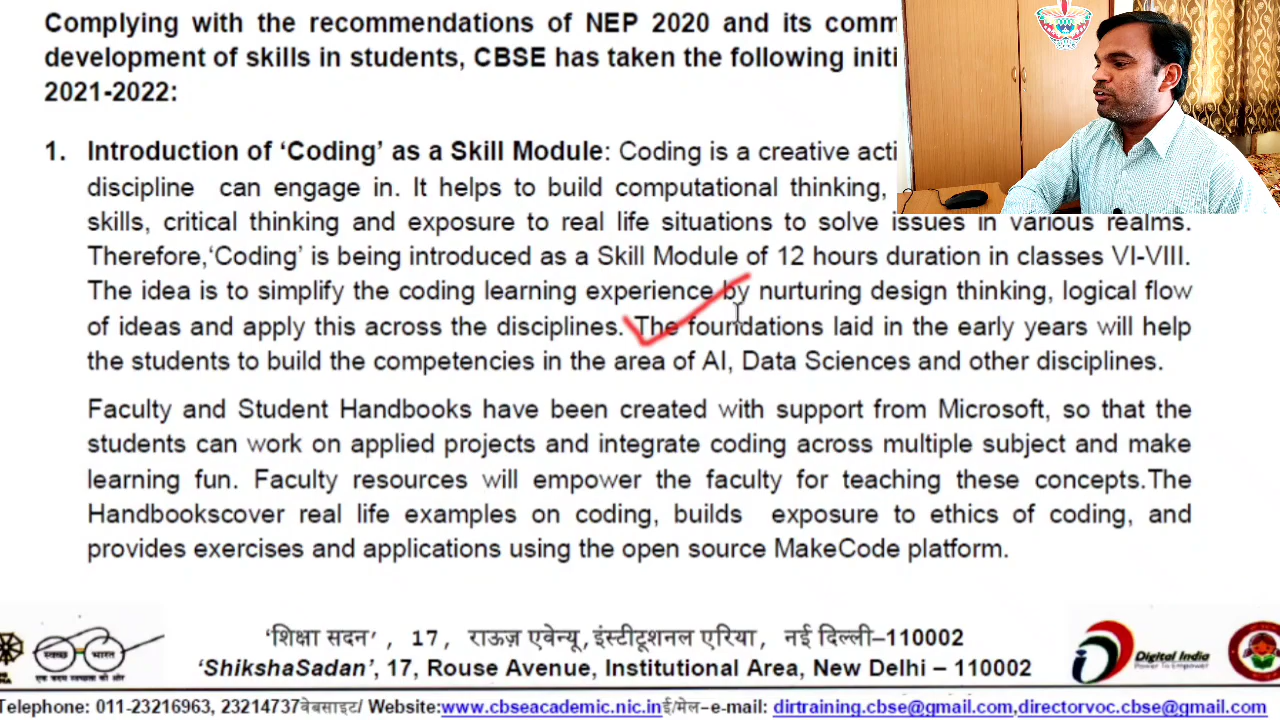 Complying with the recommendations of NEP 2020 and its comm
development of skills in students, CBSE has taken the following initi
2021-2022:
1. Introduction of ‘Coding’ as a Skill Module: Coding is a creative acti
discipline can engage in. It helps to build computational thinking,
skills, critical thinking and exposure to real life situations to solve issues in various realms.
Therefore,‘Coding’ is being introduced as a Skill Module of 12 hours duration in classes VI-VIII.
The idea is to simplify the coding learning experience by nurturing design thinking, logical flow
of ideas and apply this across the disciplines. The foundations laid in the early years will help
the students to build the competencies in the area of AI, Data Sciences and other disciplines.
Faculty and Student Handbooks have been created with support from Microsoft, so that the
students can work on applied projects and integrate coding across multiple subject and make
learning fun. Faculty resources will empower the faculty for teaching these concepts.The
Handbookscover real life examples on coding, builds exposure to ethics of coding, and
provides exercises and applications using the open source MakeCode platform.
स्वच्छ भारत
एक कदम स्वच्छता की ओर
‘शिक्षा सदन’ , 17, राऊज़ एवेन्यू ,इंस्टीटूशनल एरिया, नई दिल्ली–110002
‘ShikshaSadan’, 17, Rouse Avenue, Institutional Area, New Delhi – 110002
Digital India
Power To Empower
Telephone: 011-23216963, 23214737वेबसाइट/ Website:www.cbseacademic.nic.inई/मेल–e-mail: dirtraining.cbse@gmail.com,directorvoc.cbse@gmail.com